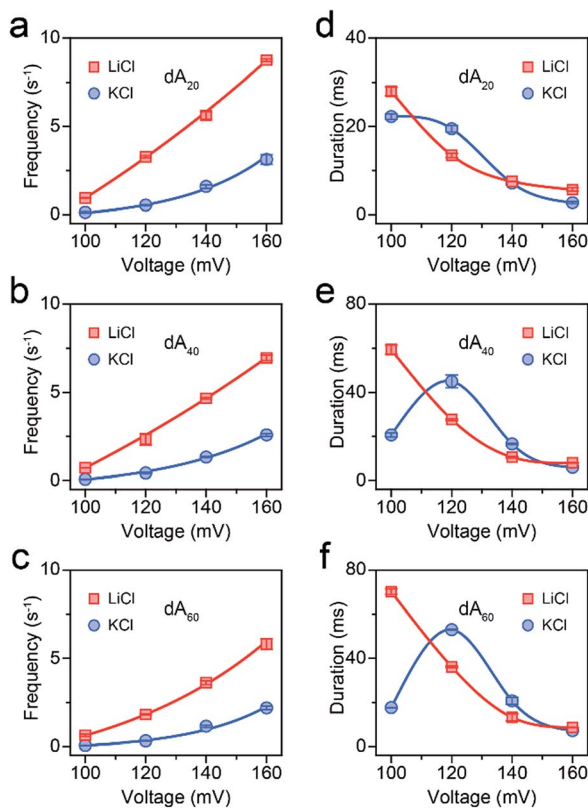 a
10
5
0
Frequency (s⁻¹)
LiCl
KCl
dA₂₀
100 120 140 160
Voltage (mV)
d
40
20
0
Duration (ms)
dA₂₀
LiCl
KCl
100 120 140 160
Voltage (mV)
b
10
5
0
Frequency (s⁻¹)
LiCl
KCl
dA₄₀
100 120 140 160
Voltage (mV)
e
80
40
0
Duration (ms)
dA₄₀
LiCl
KCl
100 120 140 160
Voltage (mV)
c
10
5
0
Frequency (s⁻¹)
LiCl
KCl
dA₆₀
100 120 140 160
Voltage (mV)
f
80
40
0
Duration (ms)
dA₆₀
LiCl
KCl
100 120 140 160
Voltage (mV)